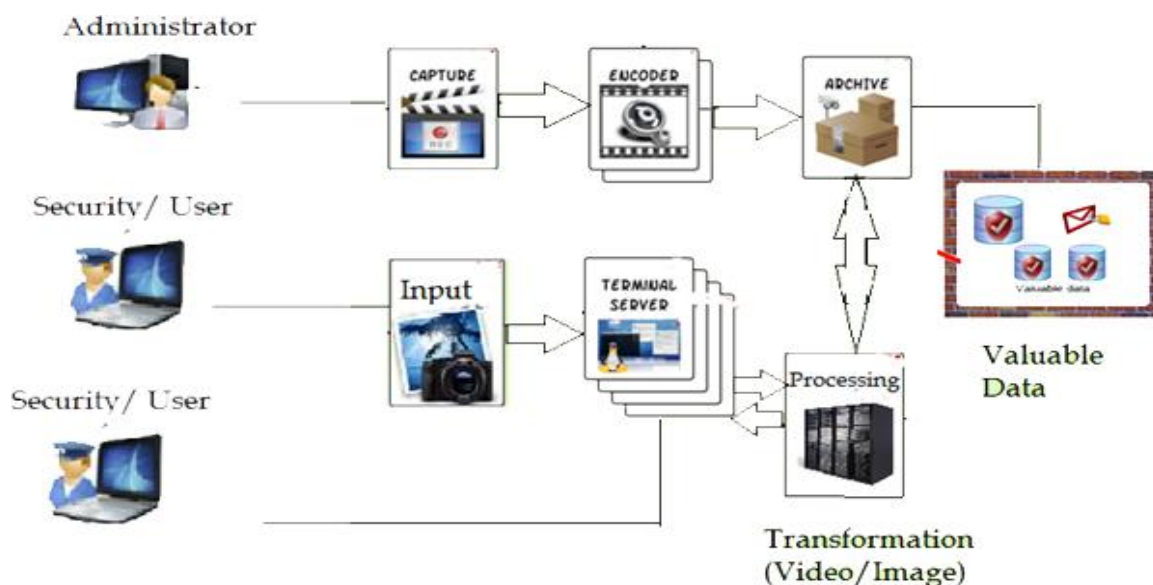 Administrator
CAPTURE
REC
ENCODER
ARCHIVE
Security/ User
Input
TERMINAL
SERVER
Valuable data
Valuable
Data
Processing
Security/ User
Transformation
(Video/Image)